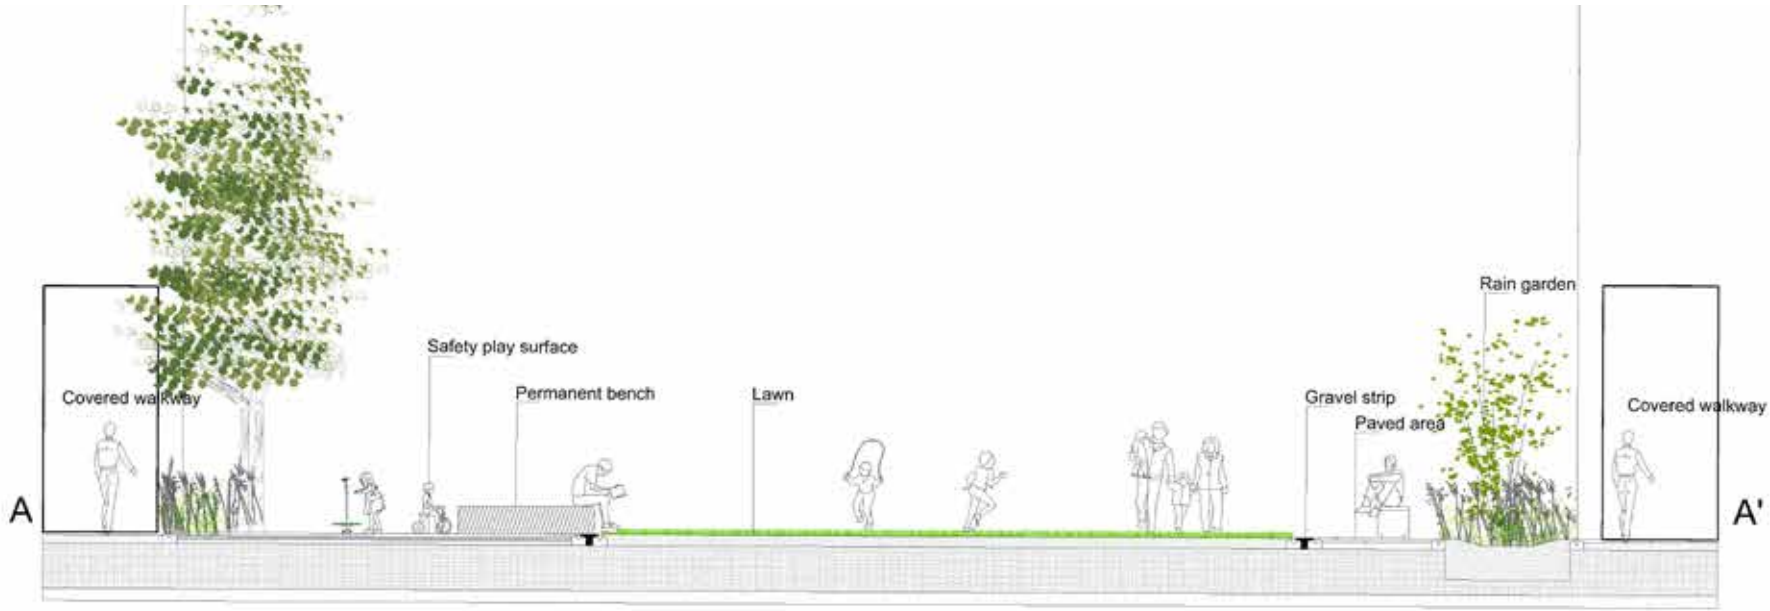 Rain garden
Safety play surface
Covered walkway
Permanent bench
Lawn
Gravel strip
Covered walkway
Paved area
A
A'